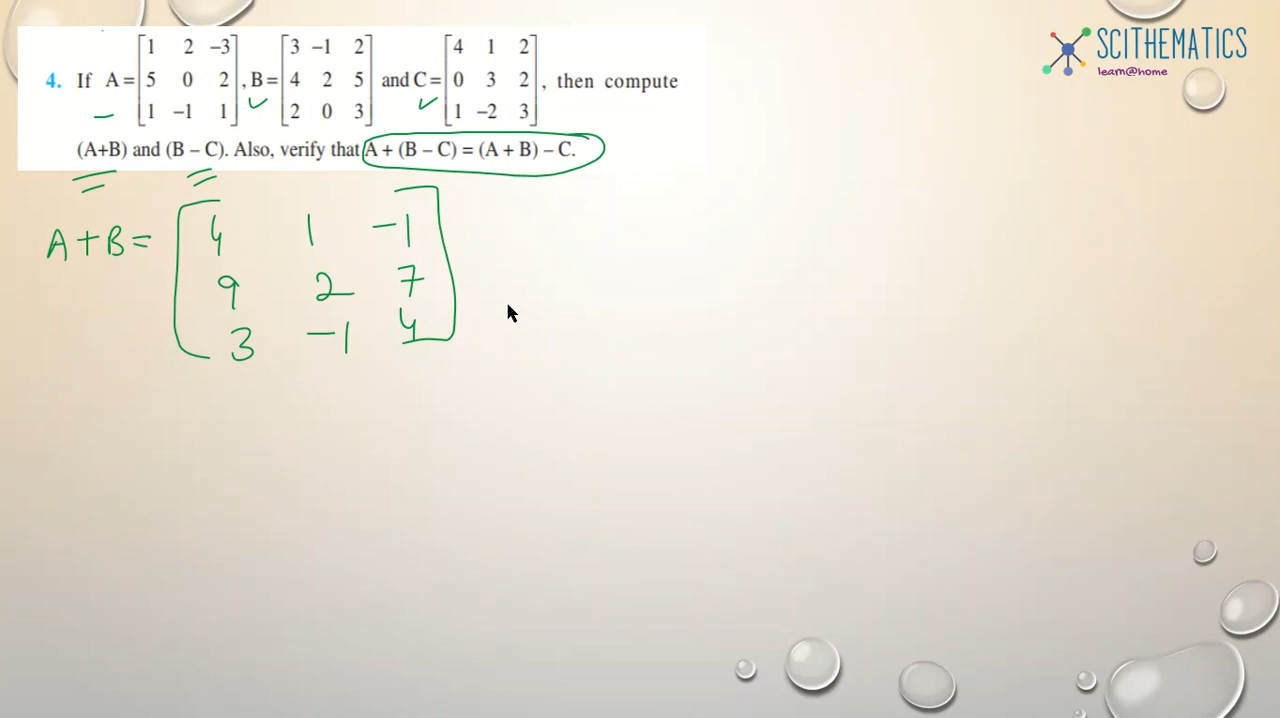 SCITHEMATICS
learn@home
4. If A = [1 2 –3; 5 0 2; 1 –1 1], B = [3 –1 2; 4 2 5; 2 0 3] and C = [4 1 2; 0 3 2; 1 –2 3], then compute
(A+B) and (B – C). Also, verify that A + (B – C) = (A + B) – C.
A+B = [4 1 -1
9 2 7
3 -1 4]